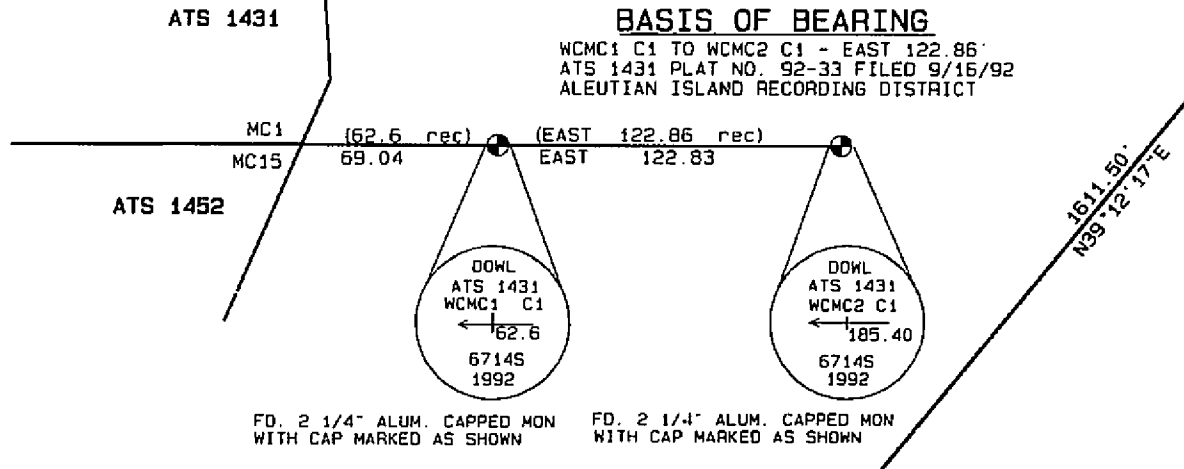 ATS 1431
BASIS OF BEARING
WCMC1 C1 TO WCMC2 C1 - EAST 122.86'
ATS 1431 PLAT NO. 92-33 FILED 9/16/92
ALEUTIAN ISLAND RECORDING DISTRICT
MC1
(62.6 rec)
(EAST 122.86 rec)
MC15
69.04
EAST 122.83
ATS 1452
1611.50'
N39°12'17"E
DOWL
ATS 1431
WCMC1 C1
62.6
6714S
1992
DOWL
ATS 1431
WCMC2 C1
185.40
6714S
1992
FD. 2 1/4" ALUM. CAPPED MON
WITH CAP MARKED AS SHOWN
FD. 2 1/4" ALUM. CAPPED MON
WITH CAP MARKED AS SHOWN